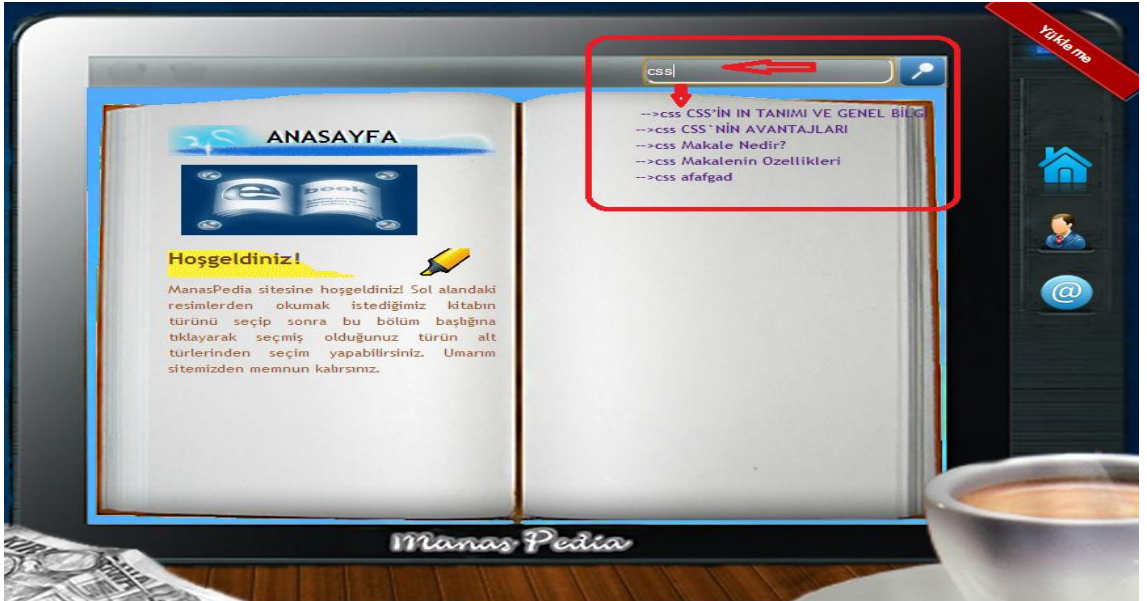 Yükleme
css
-->css CSS'İN IN TANIMI VE GENEL BİLGİ
-->css CSS`NİN AVANTAJLARI
-->css Makale Nedir?
-->css Makalenin Ozellikleri
-->css afafgad
ANASAYFA
e book
Hoşgeldiniz!
ManasPedia sitesine hoşgeldiniz! Sol alandaki
resimlerden okumak istediğimiz kitabın
türünü seçip sonra bu bölüm başlığına
tıklayarak seçmiş olduğunuz türün alt
türlerinden seçim yapabilirsiniz. Umarım
sitemizden memnun kalırsınız.
@
Manas Pedia